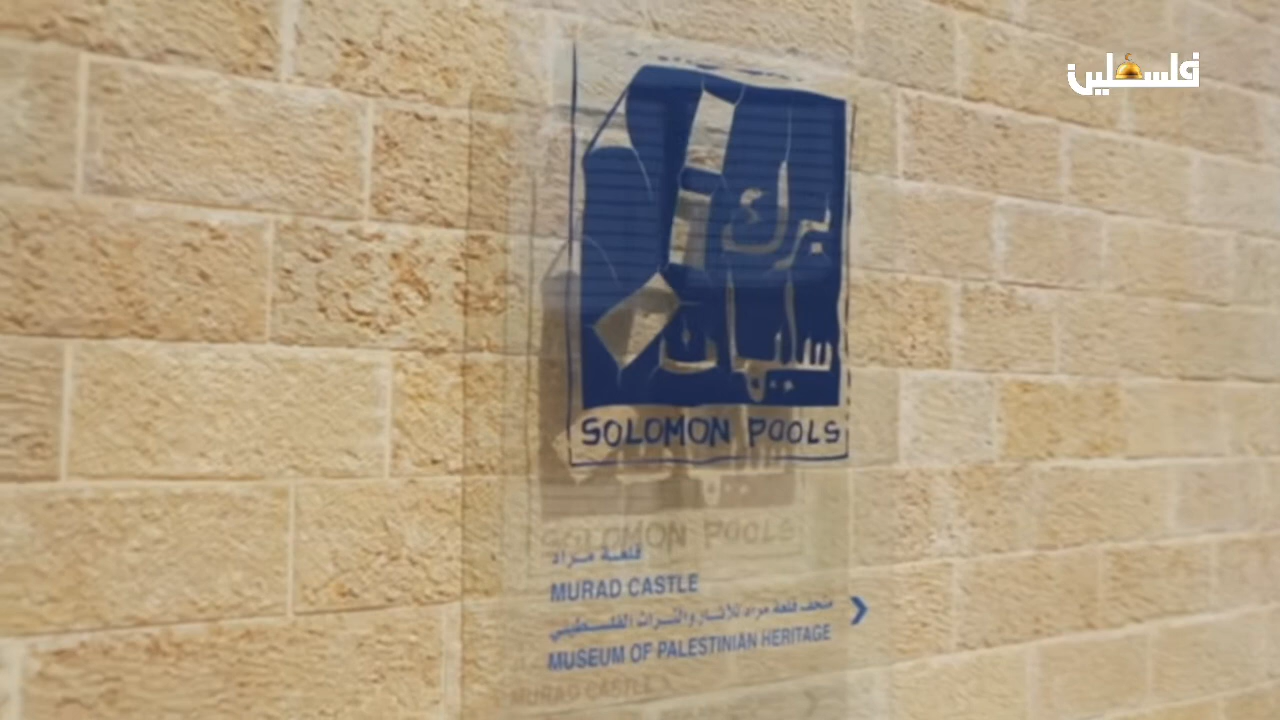 فلسطين
برك
سليمان
SOLOMON POOLS
قلعة مراد
MURAD CASTLE
متحف قلعة مراد للآثار والتراث الفلسطيني
MUSEUM OF PALESTINIAN HERITAGE